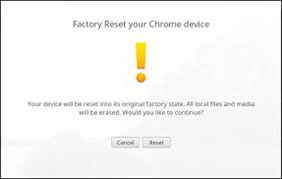 Factory Reset your Chrome device
Your device will be reset into its original factory state. All local files and media
will be erased. Would you like to continue?
Cancel Reset